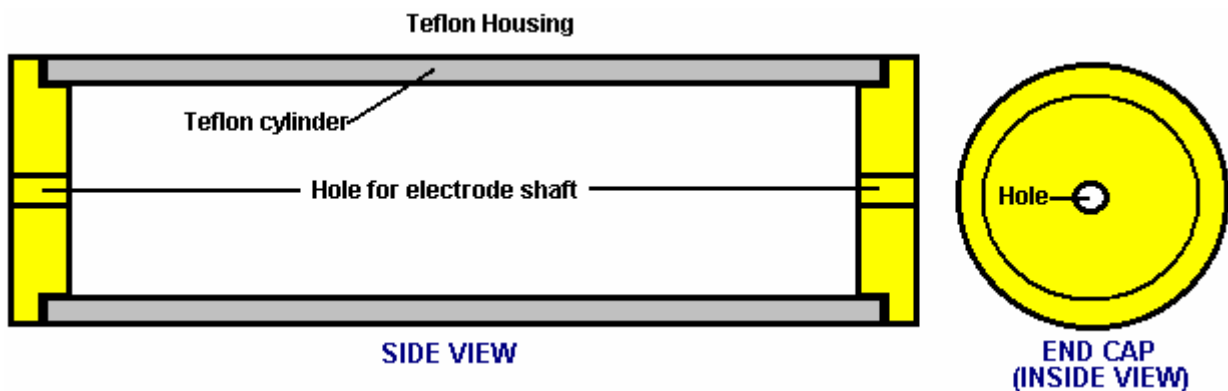 Teflon Housing
Teflon cylinder
Hole for electrode shaft
Hole
SIDE VIEW
END CAP
(INSIDE VIEW)